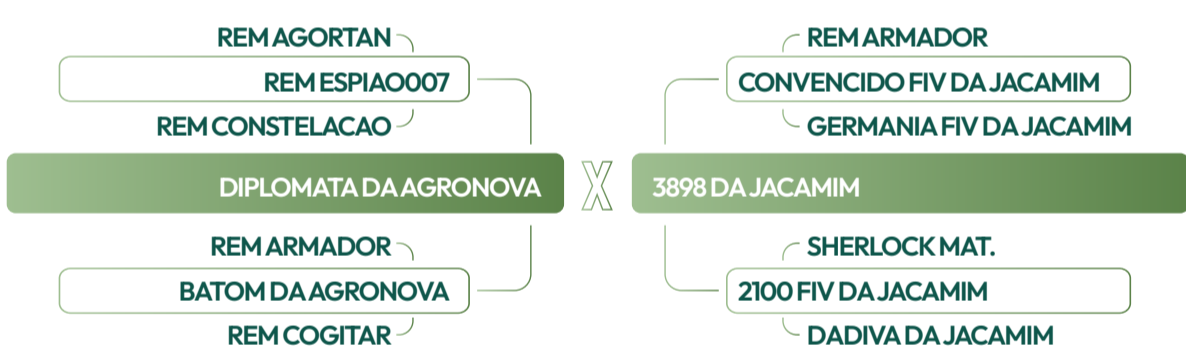 REM AGORTAN
REM ESPIAO007
REM CONSTELACAO
DIPLOMATA DA AGRONOVA
REM ARMADOR
BATOM DA AGRONOVA
REM COGITAR
X
REM ARMADOR
CONVENCIDO FIV DA JACAMIM
GERMANIA FIV DA JACAMIM
3898 DA JACAMIM
SHERLOCK MAT.
2100 FIV DA JACAMIM
DADIVA DA JACAMIM